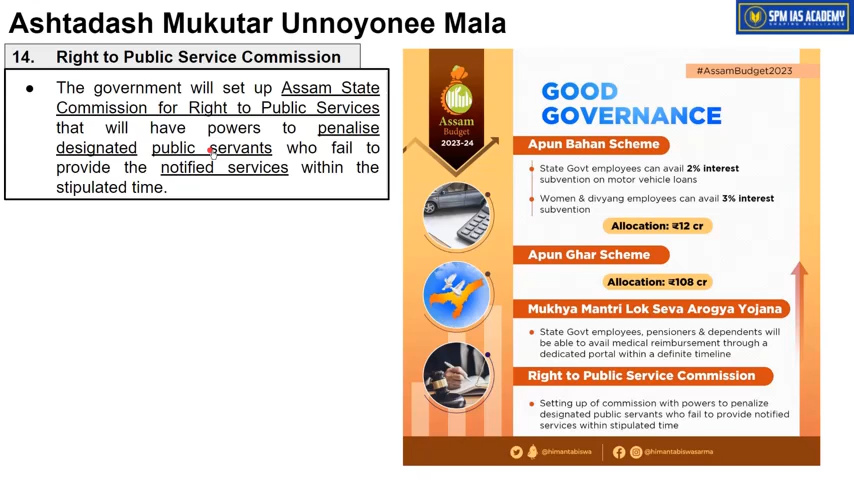 Ashtadash Mukutar Unnoyonee Mala
SPM IAS ACADEMY
SHAPING BRILLIANCE
14. Right to Public Service Commission
● The government will set up Assam State
Commission for Right to Public Services
that will have powers to penalise
designated public servants who fail to
provide the notified services within the
stipulated time.
#AssamBudget2023
Assam
Budget
2023-24
GOOD
GOVERNANCE
Apun Bahan Scheme
State Govt employees can avail 2% interest
subvention on motor vehicle loans
Women & divyang employees can avail 3% interest
subvention
Allocation: ₹12 cr
Apun Ghar Scheme
Allocation: ₹108 cr
Mukhya Mantri Lok Seva Arogya Yojana
State Govt employees, pensioners & dependents will
be able to avail medical reimbursement through a
dedicated portal within a definite timeline
Right to Public Service Commission
Setting up of commission with powers to penalize
designated public servants who fail to provide notified
services within stipulated time
@himantabiswa
@himantabiswasarma